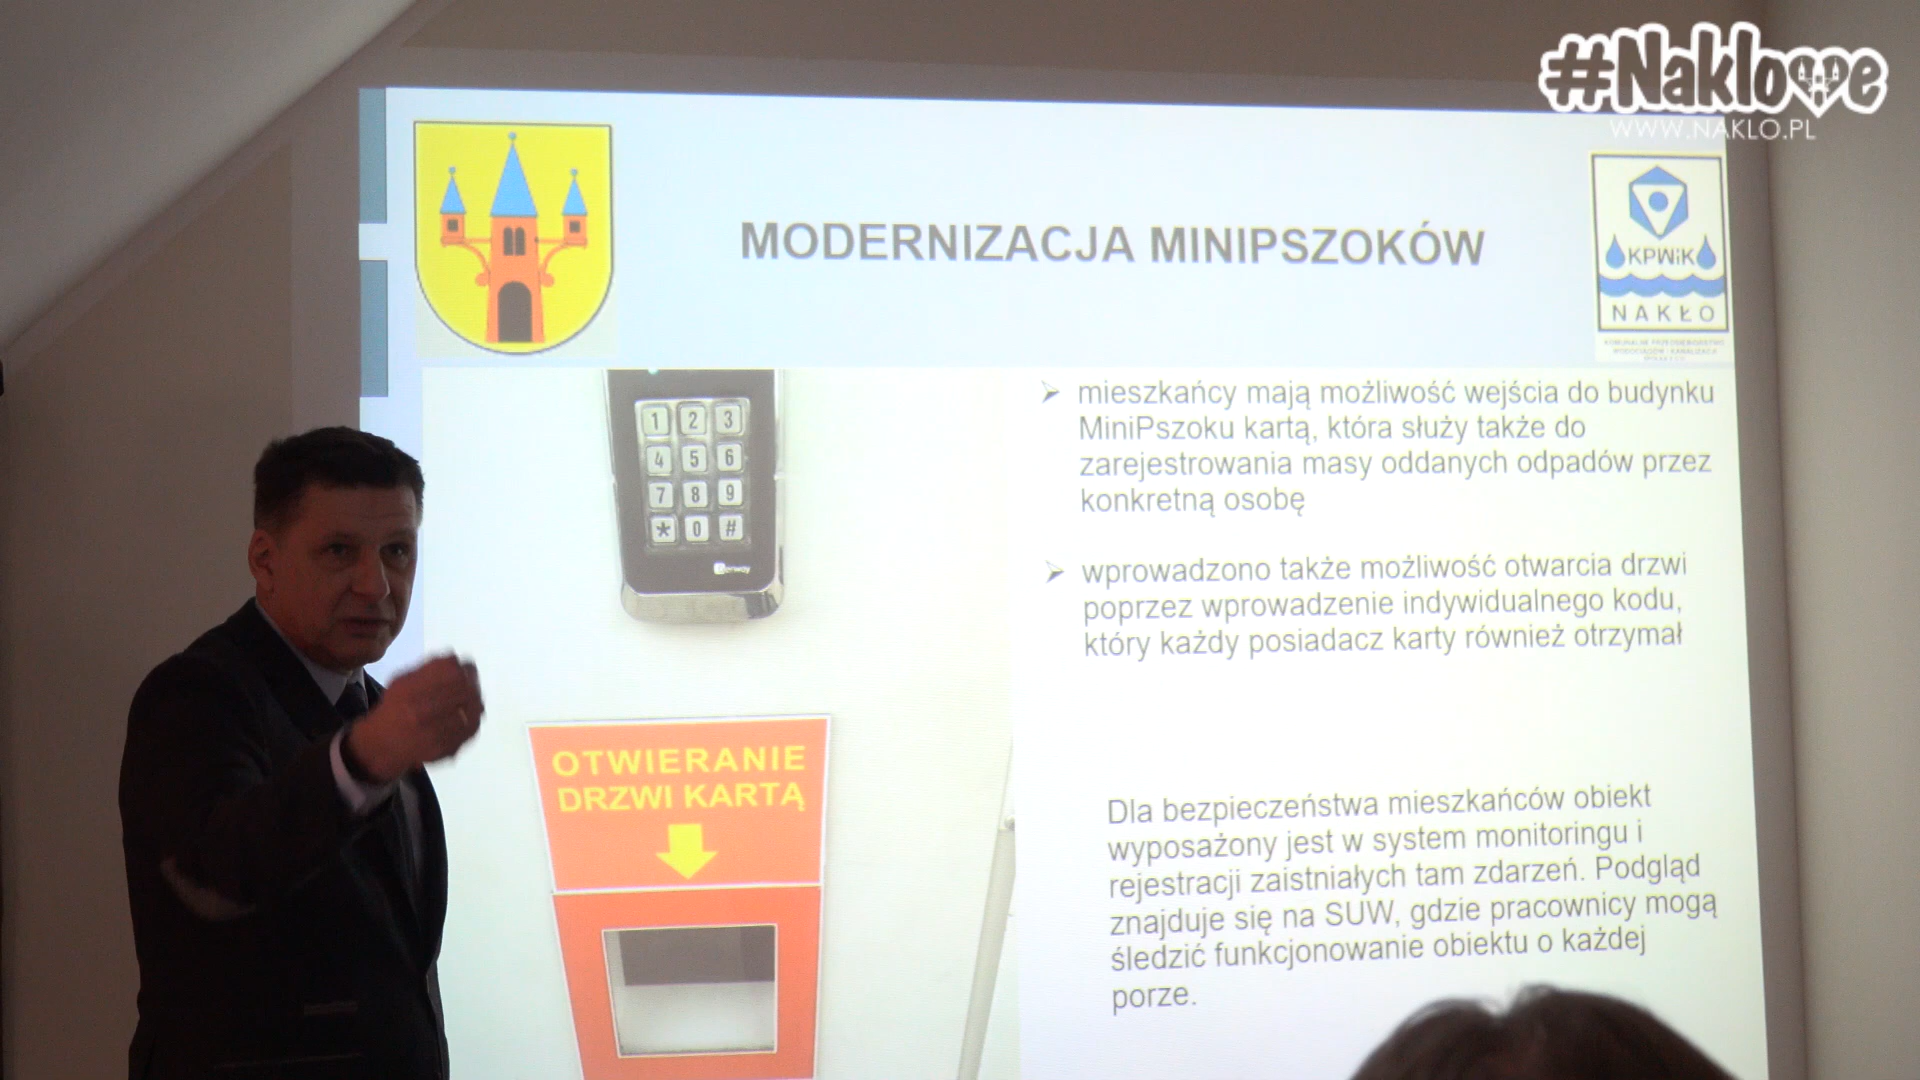 #Naklove
WWW.NAKLO.PL
MODERNIZACJA MINIPSZOKÓW
KPWiK
NAKŁO
1 2 3
4 5 6
7 8 9
* 0 #
OTWIERANIE
DRZWI KARTĄ
mieszkańcy mają możliwość wejścia do budynku
MiniPszoku kartą, która służy także do
zarejestrowania masy oddanych odpadów przez
konkretną osobę
wprowadzono także możliwość otwarcia drzwi
poprzez wprowadzenie indywidualnego kodu,
który każdy posiadacz karty również otrzymał
Dla bezpieczeństwa mieszkańców obiekt
wyposażony jest w system monitoringu i
rejestracji zaistniałych tam zdarzeń. Podgląd
znajduje się na SUW, gdzie pracownicy mogą
śledzić funkcjonowanie obiektu o każdej
porze.